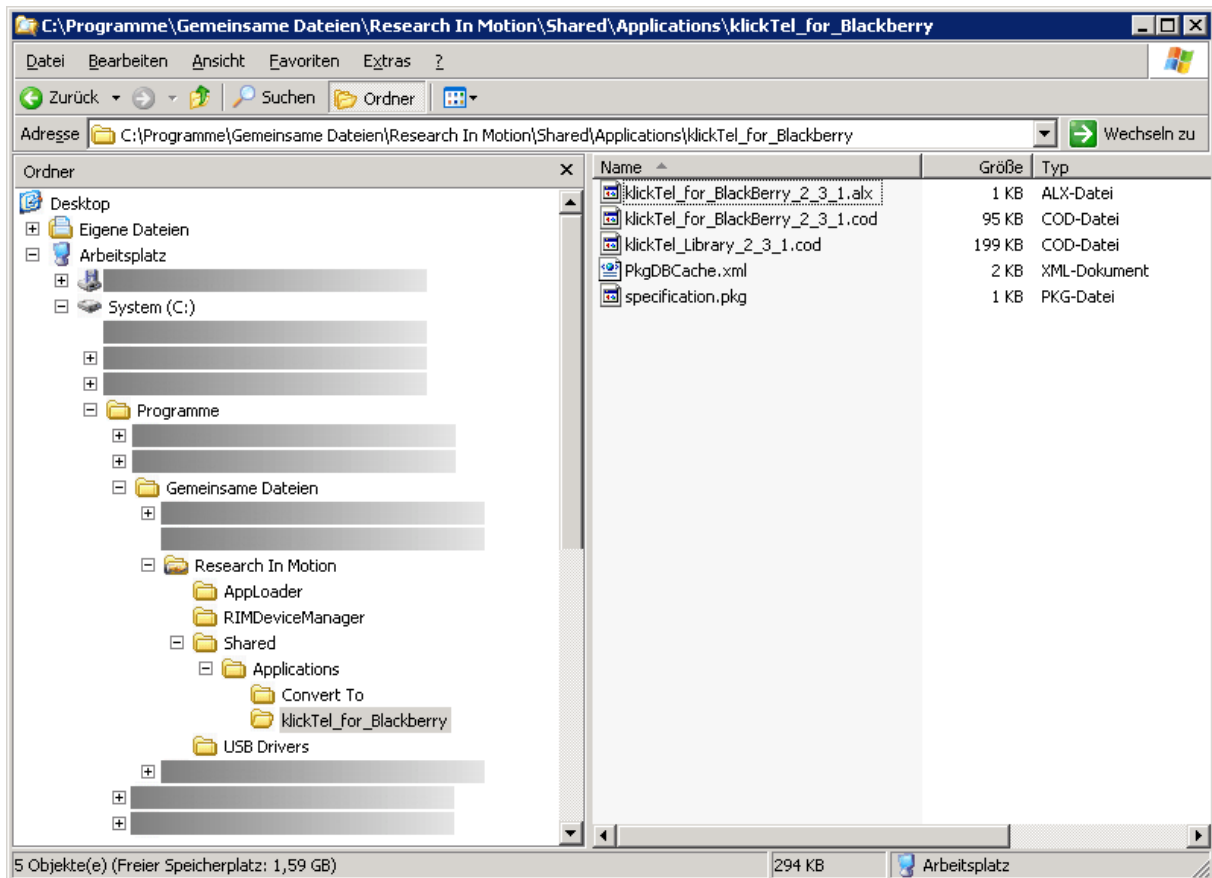 C:\Programme\Gemeinsame Dateien\Research In Motion\Shared\Applications\klickTel_for_Blackberry
Datei Bearbeiten Ansicht Favoriten Extras ?
Zurück Suchen Ordner
Adresse C:\Programme\Gemeinsame Dateien\Research In Motion\Shared\Applications\klickTel_for_Blackberry Wechseln zu
Ordner
Desktop
Eigene Dateien
Arbeitsplatz
System (C:)
Programme
Gemeinsame Dateien
Research In Motion
AppLoader
RIMDeviceManager
Shared
Applications
Convert To
klickTel_for_Blackberry
USB Drivers
Name Größe Typ
klickTel_for_BlackBerry_2_3_1.alx 1 KB ALX-Datei
klickTel_for_BlackBerry_2_3_1.cod 95 KB COD-Datei
klickTel_Library_2_3_1.cod 199 KB COD-Datei
PkgDBCache.xml 2 KB XML-Dokument
specification.pkg 1 KB PKG-Datei
5 Objekte(e) (Freier Speicherplatz: 1,59 GB) 294 KB Arbeitsplatz